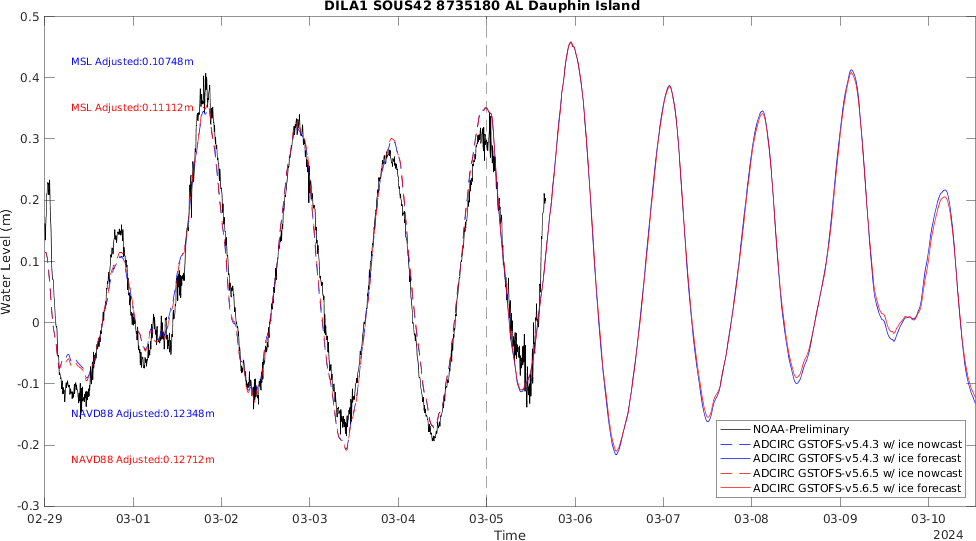 DILA1 SOUS42 8735180 AL Dauphin Island
0.5
0.4
0.3
0.2
0.1
0
-0.1
-0.2
-0.3
Water Level (m)
MSL Adjusted:0.10748m
MSL Adjusted:0.11112m
NAVD88 Adjusted:0.12348m
NAVD88 Adjusted:0.12712m
NOAA-Preliminary
ADCIRC GSTOFS-v5.4.3 w/ ice nowcast
ADCIRC GSTOFS-v5.4.3 w/ ice forecast
ADCIRC GSTOFS-v5.6.5 w/ ice nowcast
ADCIRC GSTOFS-v5.6.5 w/ ice forecast
02-29 03-01 03-02 03-03 03-04 03-05 03-06 03-07 03-08 03-09 03-10
Time
2024